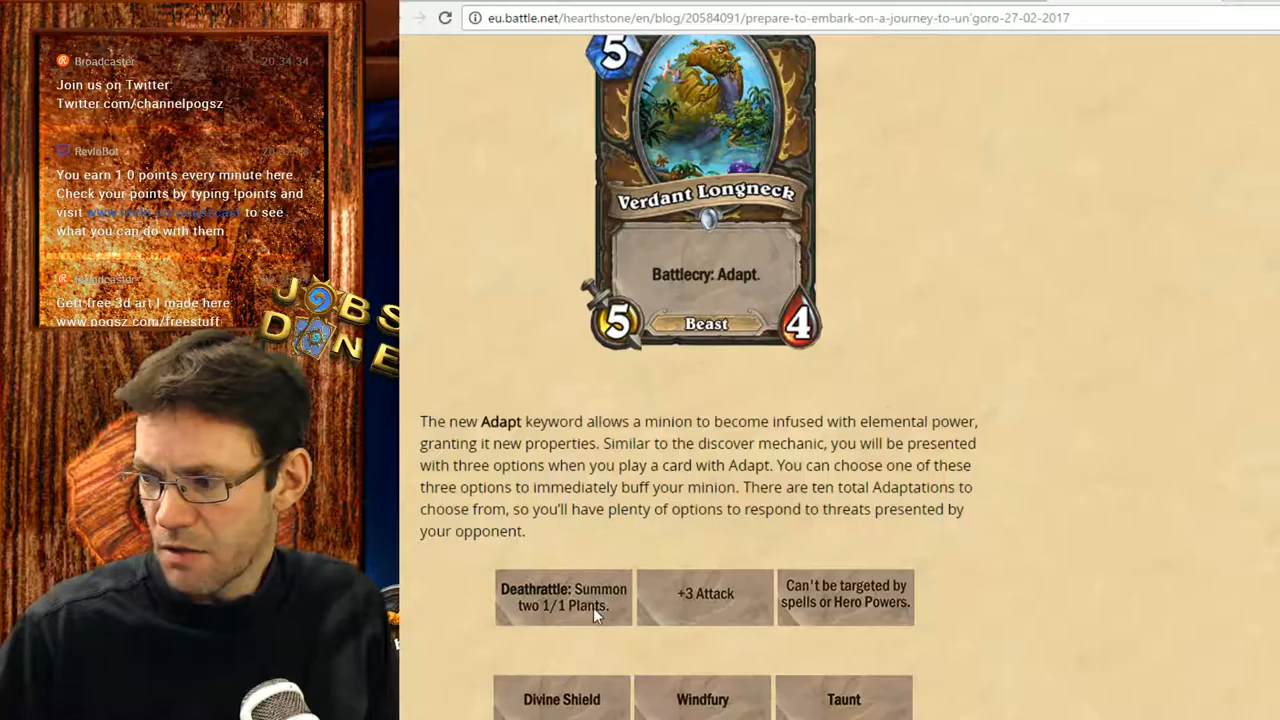 eu.battle.net/hearthstone/en/blog/20584091/prepare-to-embark-on-a-journey-to-un'goro-27-02-2017
Broadcaster 20:34:34
Join us on Twitter:
Twitter.com/channelpogsz
RevloBot
You earn 1.0 points every minute here.
Check your points by typing !points and
visit to see
what you can do with them
Gert free 3d art I made here:
www.pogsz.com/freestuff
JOBS
DONE
5
Verdant Longneck
Battlecry: Adapt.
5 Beast 4
The new Adapt keyword allows a minion to become infused with elemental power,
granting it new properties. Similar to the discover mechanic, you will be presented
with three options when you play a card with Adapt. You can choose one of these
three options to immediately buff your minion. There are ten total Adaptations to
choose from, so you'll have plenty of options to respond to threats presented by
your opponent.
Deathrattle: Summon
two 1/1 Plants.
+3 Attack
Can't be targeted by
spells or Hero Powers.
Divine Shield
Windfury
Taunt